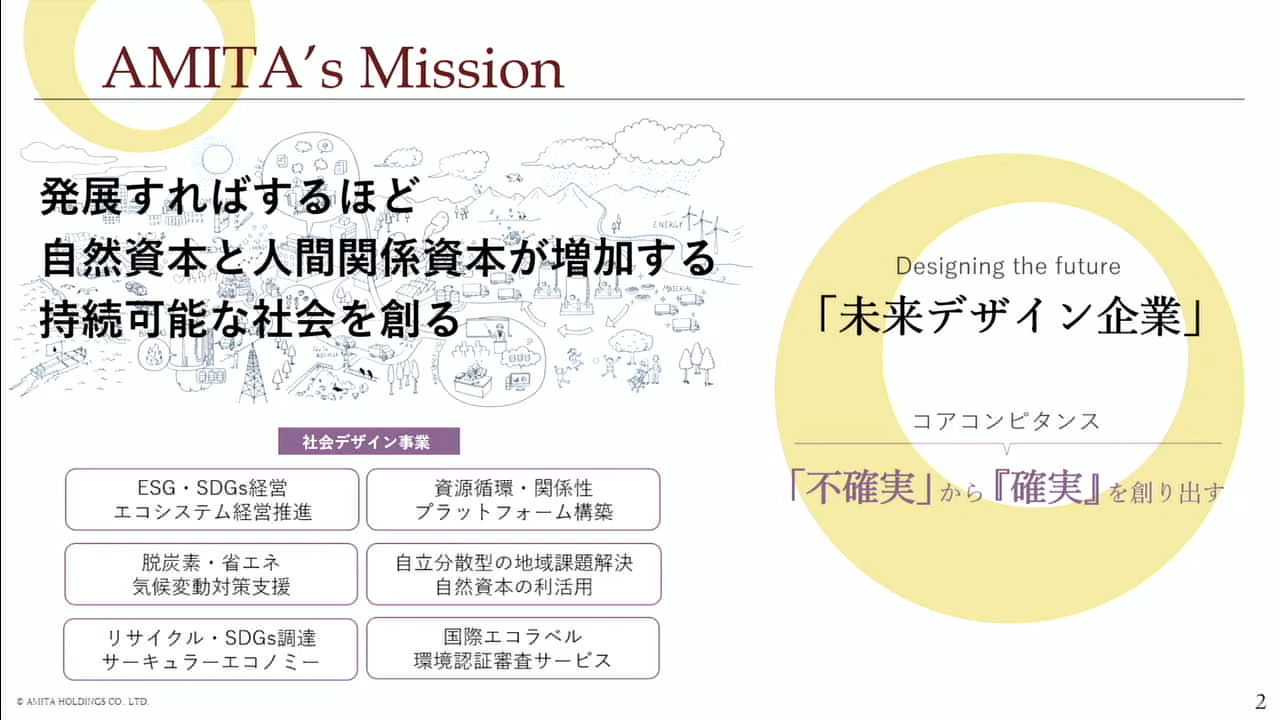 AMITA's Mission
発展すればするほど
自然資本と人間関係資本が増加する
持続可能な社会を創る
ENERGY
MATERIAL
社会デザイン事業
ESG・SDGs経営
エコシステム経営推進
資源循環・関係性
プラットフォーム構築
脱炭素・省エネ
気候変動対策支援
自立分散型の地域課題解決
自然資本の利活用
リサイクル・SDGs調達
サーキュラーエコノミー
国際エコラベル
環境認証審査サービス
Designing the future
「未来デザイン企業」
コアコンピタンス
「不確実」から『確実』を創り出す
© AMITA HOLDINGS CO., LTD.
2